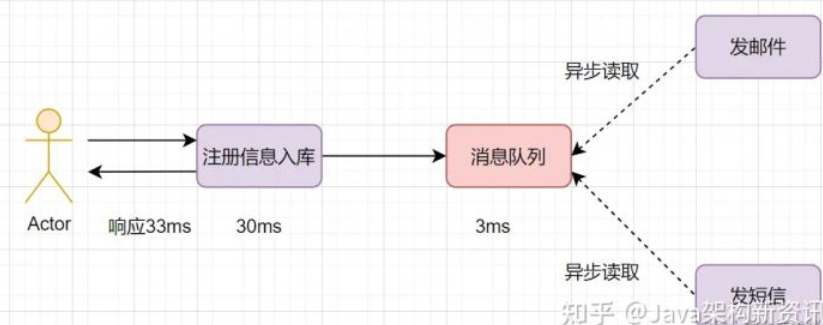 发邮件
异步读取
注册信息入库
消息队列
Actor
响应33ms
30ms
3ms
异步读取
发短信
知乎 @Java架构新资讯